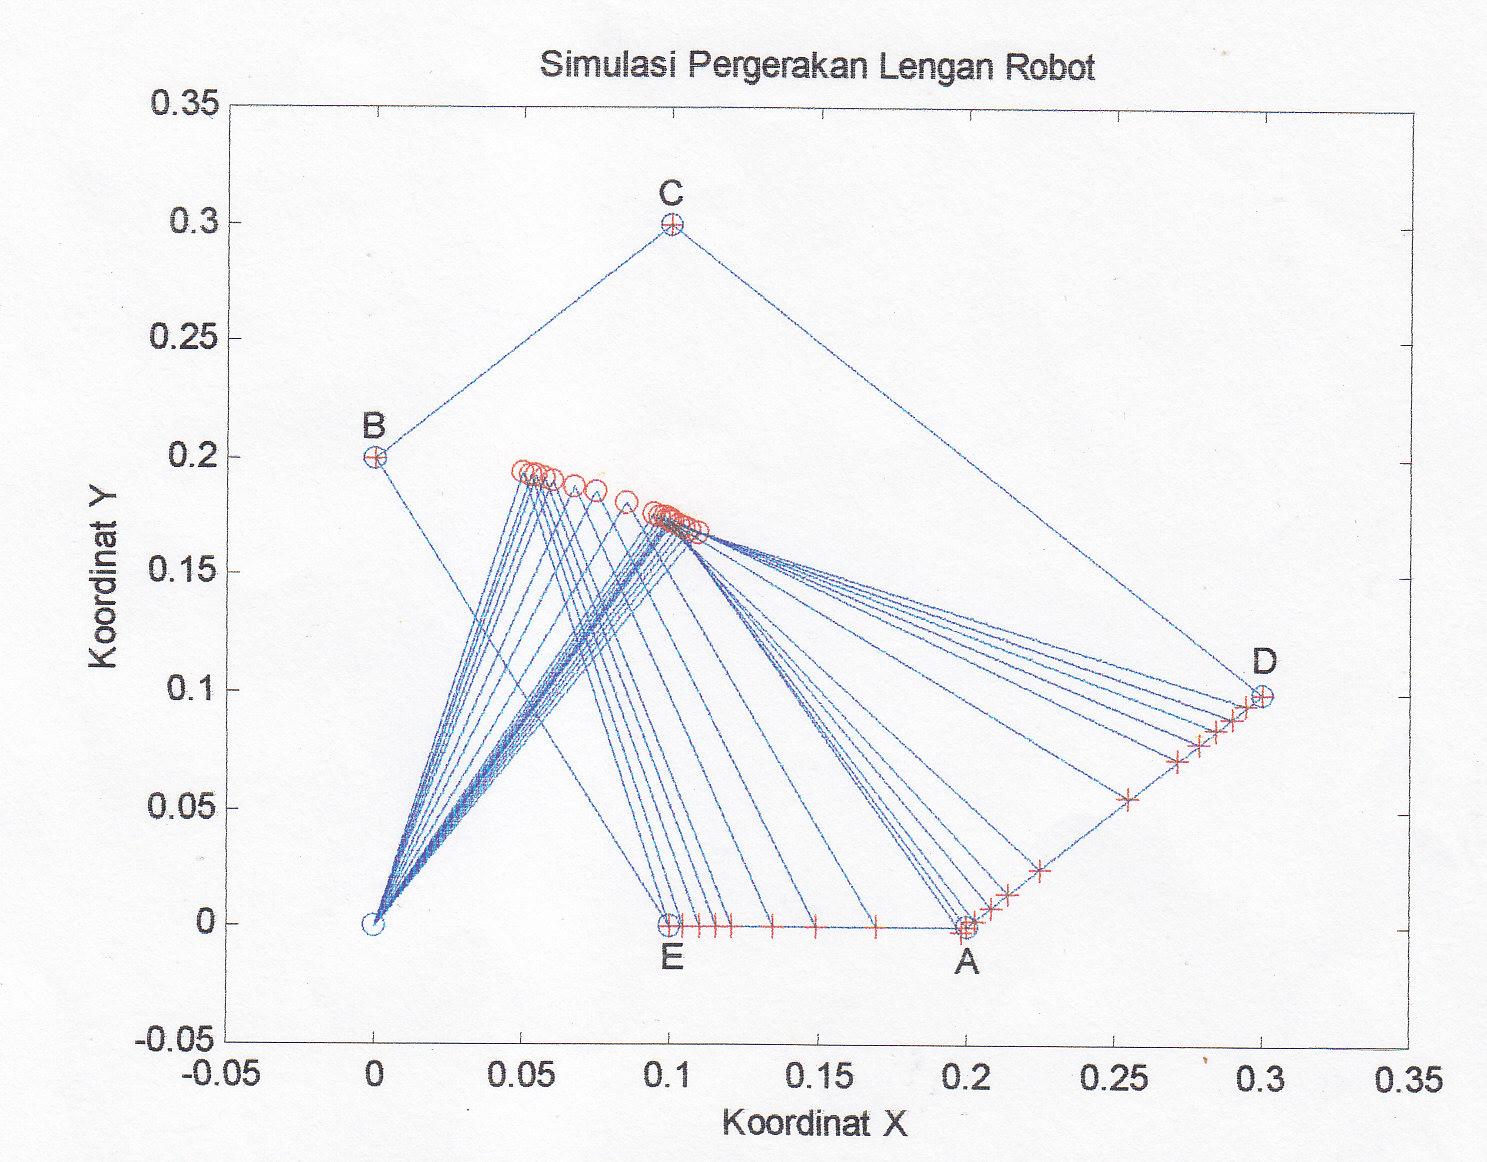 Simulasi Pergerakan Lengan Robot
0.35
0.3
0.25
0.2
0.15
0.1
0.05
0
-0.05
Koordinat Y
C
B
D
E
A
-0.05 0 0.05 0.1 0.15 0.2 0.25 0.3 0.35
Koordinat X